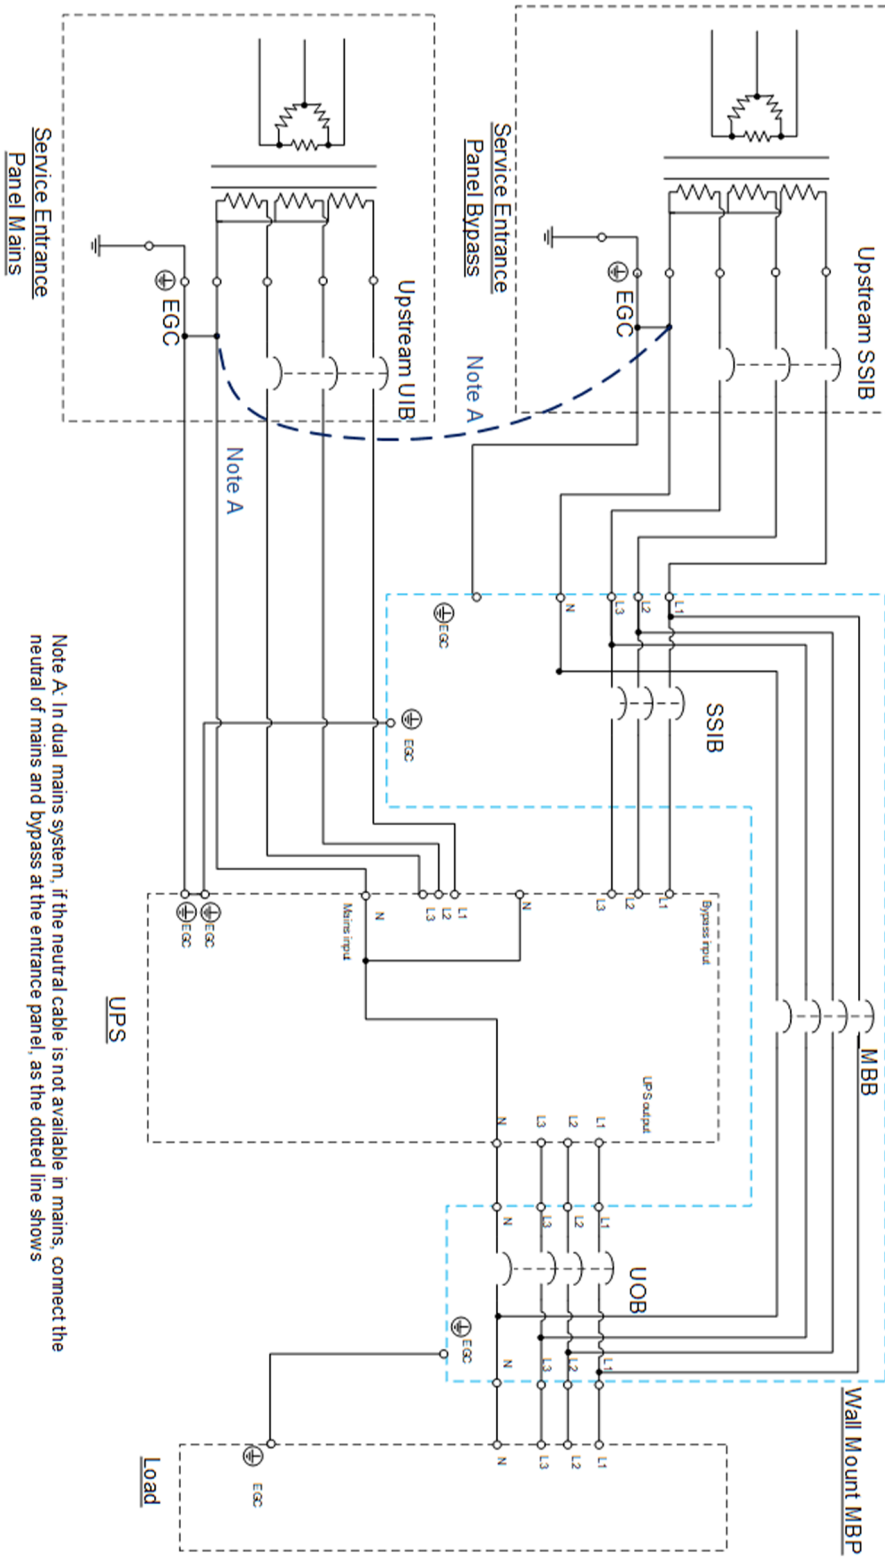 Service Entrance
Panel Bypass
Upstream SSIB
EGC
Note A
Service Entrance
Panel Mains
Upstream UIB
EGC
Note A
Wall Mount MBP
EGC
N
L3
L2
L1
SSIB
EGC
MBB
UPS
Bypass input
L1
L2
L3
N
Mains input
L1
L2
L3
N
EGC
EGC
UPS output
L1
L2
L3
N
L1
L2
L3
N
UOB
L1
L2
L3
N
EGC
Load
L1
L2
L3
N
EGC
Note A: In dual mains system, if the neutral cable is not available in mains, connect the
neutral of mains and bypass at the entrance panel, as the dotted line shows